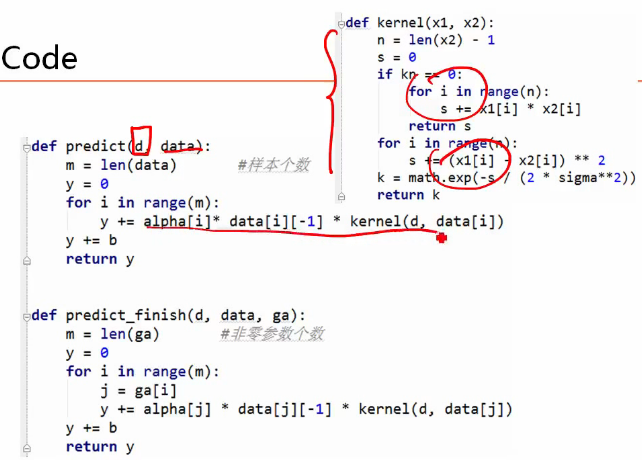 Code
def kernel(x1, x2):
n = len(x2) - 1
s = 0
if kn == 0:
for i in range(n):
s += x1[i] * x2[i]
return s
for i in range(n):
s += (x1[i] - x2[i]) ** 2
k = math.exp(-s / (2 * sigma**2))
return k
def predict(d, data):
m = len(data) #样本个数
y = 0
for i in range(m):
y += alpha[i]* data[i][-1] * kernel(d, data[i])
y += b
return y
def predict_finish(d, data, ga):
m = len(ga) #非零参数个数
y = 0
for i in range(m):
j = ga[i]
y += alpha[j] * data[j][-1] * kernel(d, data[j])
y += b
return y